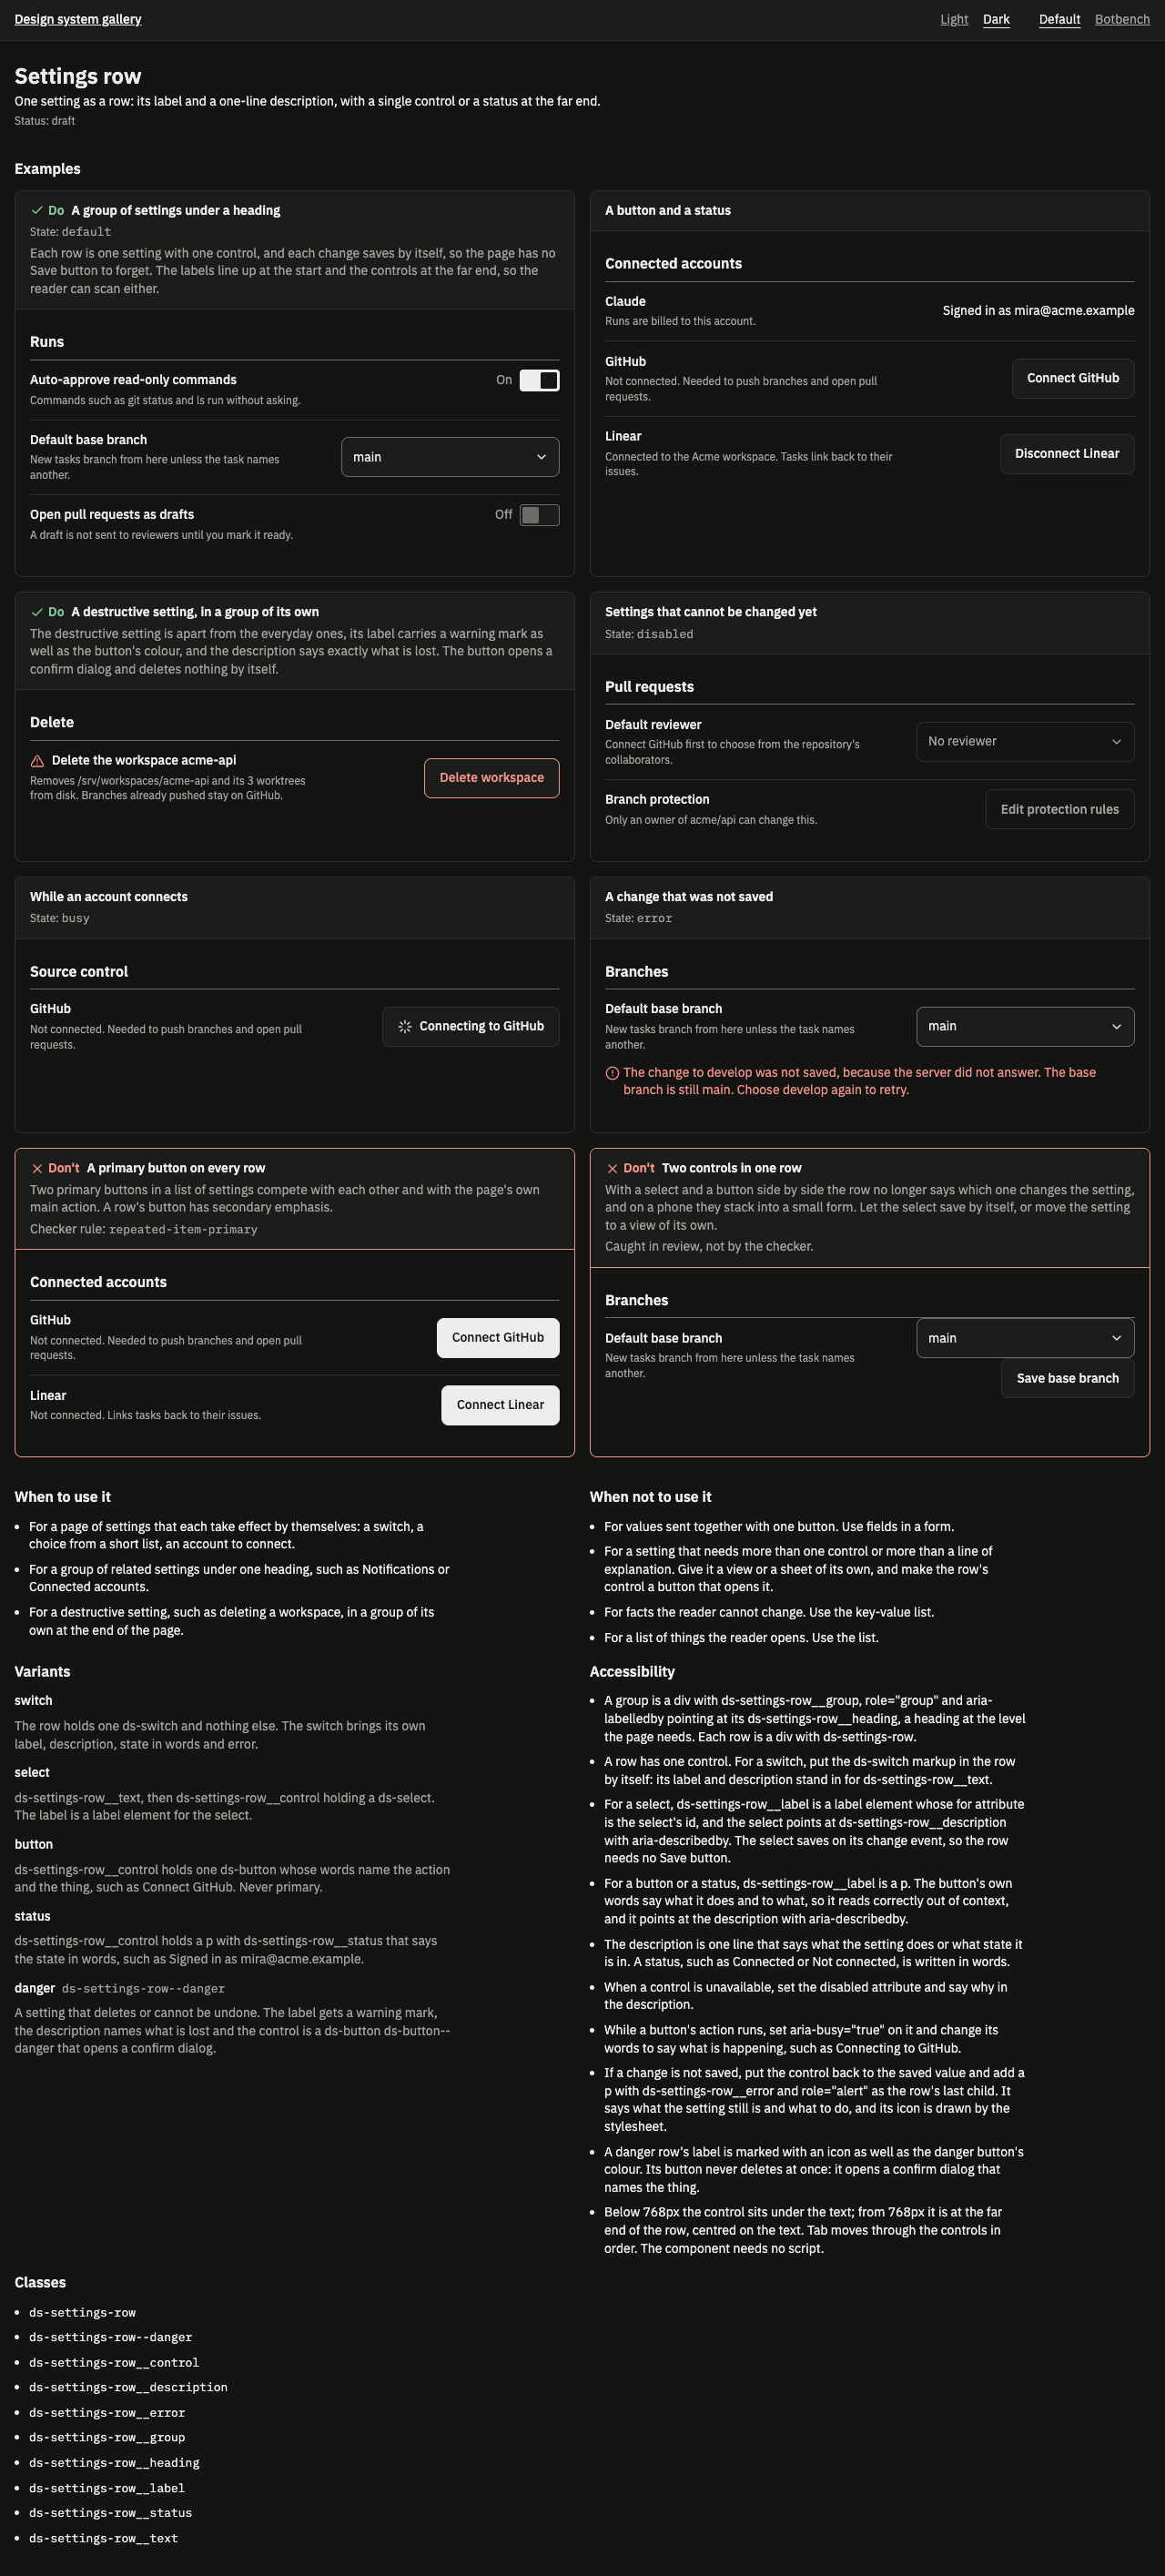 Design system gallery
Light Dark Default Botbench
Settings row
One setting as a row: its label and a one-line description, with a single control or a status at the far end.
Status: draft
Examples
Do A group of settings under a heading
State: default
Each row is one setting with one control, and each change saves by itself, so the page has no
Save button to forget. The labels line up at the start and the controls at the far end, so the
reader can scan either.
Runs
Auto-approve read-only commands
On
Commands such as git status and ls run without asking.
Default base branch
New tasks branch from here unless the task names
another.
main
Open pull requests as drafts
Off
A draft is not sent to reviewers until you mark it ready.
A button and a status
Connected accounts
Claude
Runs are billed to this account.
Signed in as mira@acme.example
GitHub
Not connected. Needed to push branches and open pull
requests.
Connect GitHub
Linear
Connected to the Acme workspace. Tasks link back to their
issues.
Disconnect Linear
Do A destructive setting, in a group of its own
The destructive setting is apart from the everyday ones, its label carries a warning mark as
well as the button's colour, and the description says exactly what is lost. The button opens a
confirm dialog and deletes nothing by itself.
Delete
Delete the workspace acme-api
Removes /srv/workspaces/acme-api and its 3 worktrees
from disk. Branches already pushed stay on GitHub.
Delete workspace
Settings that cannot be changed yet
State: disabled
Pull requests
Default reviewer
Connect GitHub first to choose from the repository's
collaborators.
No reviewer
Branch protection
Only an owner of acme/api can change this.
Edit protection rules
While an account connects
State: busy
Source control
GitHub
Not connected. Needed to push branches and open pull
requests.
Connecting to GitHub
A change that was not saved
State: error
Branches
Default base branch
New tasks branch from here unless the task names
another.
main
The change to develop was not saved, because the server did not answer. The base
branch is still main. Choose develop again to retry.
Don't A primary button on every row
Two primary buttons in a list of settings compete with each other and with the page's own
main action. A row's button has secondary emphasis.
Checker rule: repeated-item-primary
Connected accounts
GitHub
Not connected. Needed to push branches and open pull
requests.
Connect GitHub
Linear
Not connected. Links tasks back to their issues.
Connect Linear
Don't Two controls in one row
With a select and a button side by side the row no longer says which one changes the setting,
and on a phone they stack into a small form. Let the select save by itself, or move the setting
to a view of its own.
Caught in review, not by the checker.
Branches
Default base branch
New tasks branch from here unless the task names
another.
main
Save base branch
When to use it
For a page of settings that each take effect by themselves: a switch, a
choice from a short list, an account to connect.
For a group of related settings under one heading, such as Notifications or
Connected accounts.
For a destructive setting, such as deleting a workspace, in a group of its
own at the end of the page.
When not to use it
For values sent together with one button. Use fields in a form.
For a setting that needs more than one control or more than a line of
explanation. Give it a view or a sheet of its own, and make the row's
control a button that opens it.
For facts the reader cannot change. Use the key-value list.
For a list of things the reader opens. Use the list.
Variants
switch
The row holds one ds-switch and nothing else. The switch brings its own
label, description, state in words and error.
select
ds-settings-row__text, then ds-settings-row__control holding a ds-select.
The label is a label element for the select.
button
ds-settings-row__control holds one ds-button whose words name the action
and the thing, such as Connect GitHub. Never primary.
status
ds-settings-row__control holds a p with ds-settings-row__status that says
the state in words, such as Signed in as mira@acme.example.
danger ds-settings-row--danger
A setting that deletes or cannot be undone. The label gets a warning mark,
the description names what is lost and the control is a ds-button ds-button--
danger that opens a confirm dialog.
Accessibility
A group is a div with ds-settings-row__group, role="group" and aria-
labelledby pointing at its ds-settings-row__heading, a heading at the level
the page needs. Each row is a div with ds-settings-row.
A row has one control. For a switch, put the ds-switch markup in the row
by itself: its label and description stand in for ds-settings-row__text.
For a select, ds-settings-row__label is a label element whose for attribute
is the select's id, and the select points at ds-settings-row__description
with aria-describedby. The select saves on its change event, so the row
needs no Save button.
For a button or a status, ds-settings-row__label is a p. The button's own
words say what it does and to what, so it reads correctly out of context,
and it points at the description with aria-describedby.
The description is one line that says what the setting does or what state it
is in. A status, such as Connected or Not connected, is written in words.
When a control is unavailable, set the disabled attribute and say why in
the description.
While a button's action runs, set aria-busy="true" on it and change its
words to say what is happening, such as Connecting to GitHub.
If a change is not saved, put the control back to the saved value and add a
p with ds-settings-row__error and role="alert" as the row's last child. It
says what the setting still is and what to do, and its icon is drawn by the
stylesheet.
A danger row's label is marked with an icon as well as the danger button's
colour. Its button never deletes at once: it opens a confirm dialog that
names the thing.
Below 768px the control sits under the text; from 768px it is at the far
end of the row, centred on the text. Tab moves through the controls in
order. The component needs no script.
Classes
ds-settings-row
ds-settings-row--danger
ds-settings-row__control
ds-settings-row__description
ds-settings-row__error
ds-settings-row__group
ds-settings-row__heading
ds-settings-row__label
ds-settings-row__status
ds-settings-row__text